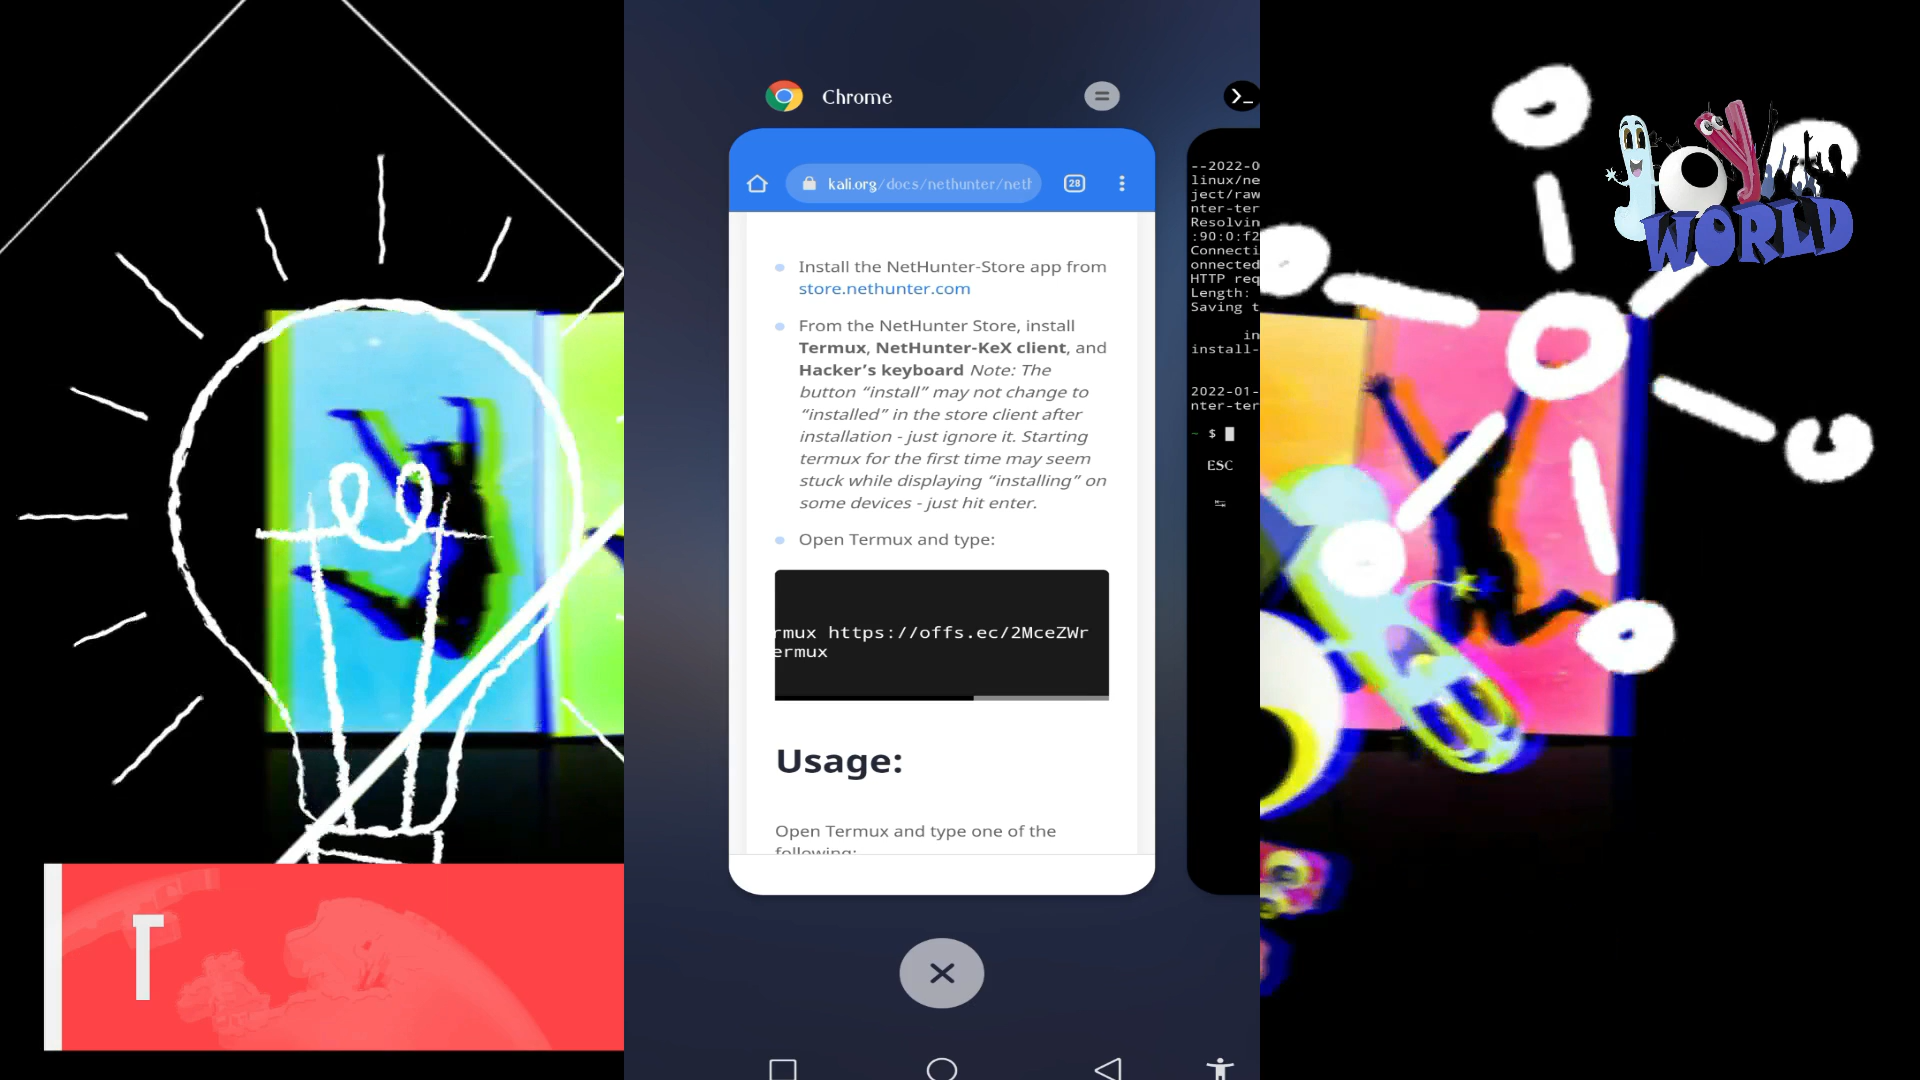 Chrome
kali.org/docs/nethunter/neth
28
Install the NetHunter-Store app from
store.nethunter.com
From the NetHunter Store, install
Termux, NetHunter-KeX client, and
Hacker's keyboard Note: The
button “install” may not change to
“installed” in the store client after
installation - just ignore it. Starting
termux for the first time may seem
stuck while displaying “installing” on
some devices - just hit enter.
Open Termux and type:
rmux https://offs.ec/2MceZWr
ermux
Usage:
Open Termux and type one of the
following:
>_
--2022-0
linux/ne
ject/raw
nter-ter
Resolvin
:90:0:f2
Connecti
onnected
HTTP req
Length:
Saving t
in
install-
2022-01-
nter-ter
~ $
ESC
JOY
WORLD
T